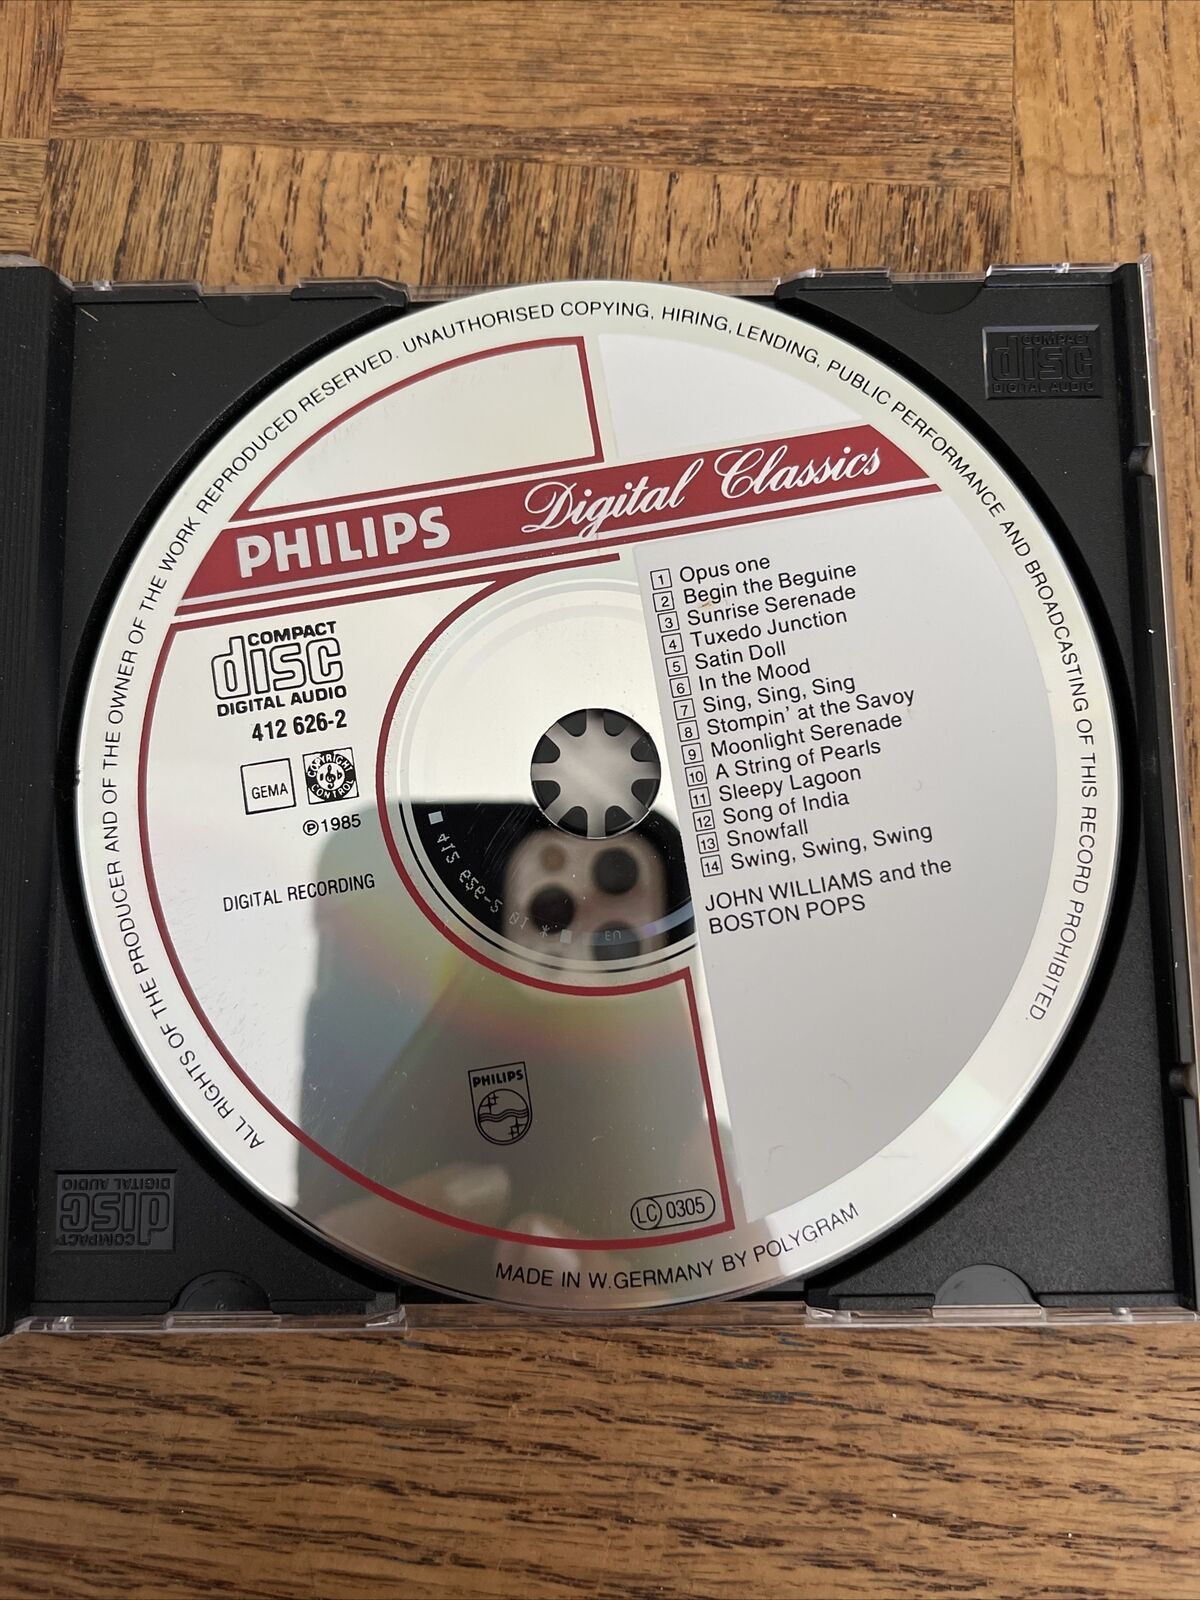 ALL RIGHTS OF THE PRODUCER AND OF THE OWNER OF THE WORK REPRODUCED RESERVED. UNAUTHORISED COPYING, HIRING, LENDING, PUBLIC PERFORMANCE AND BROADCASTING OF THIS RECORD PROHIBITED.
PHILIPS Digital Classics
COMPACT
disc
DIGITAL AUDIO
412 626-2
GEMA
COPYRIGHT CONTROL
℗1985
DIGITAL RECORDING
1 Opus one
2 Begin the Beguine
3 Sunrise Serenade
4 Tuxedo Junction
5 Satin Doll
6 In the Mood
7 Sing, Sing, Sing
8 Stompin' at the Savoy
9 Moonlight Serenade
10 A String of Pearls
11 Sleepy Lagoon
12 Song of India
13 Snowfall
14 Swing, Swing, Swing
JOHN WILLIAMS and the
BOSTON POPS
PHILIPS
LC 0305
MADE IN W.GERMANY BY POLYGRAM
COMPACT
disc
DIGITAL AUDIO
COMPACT
disc
DIGITAL AUDIO